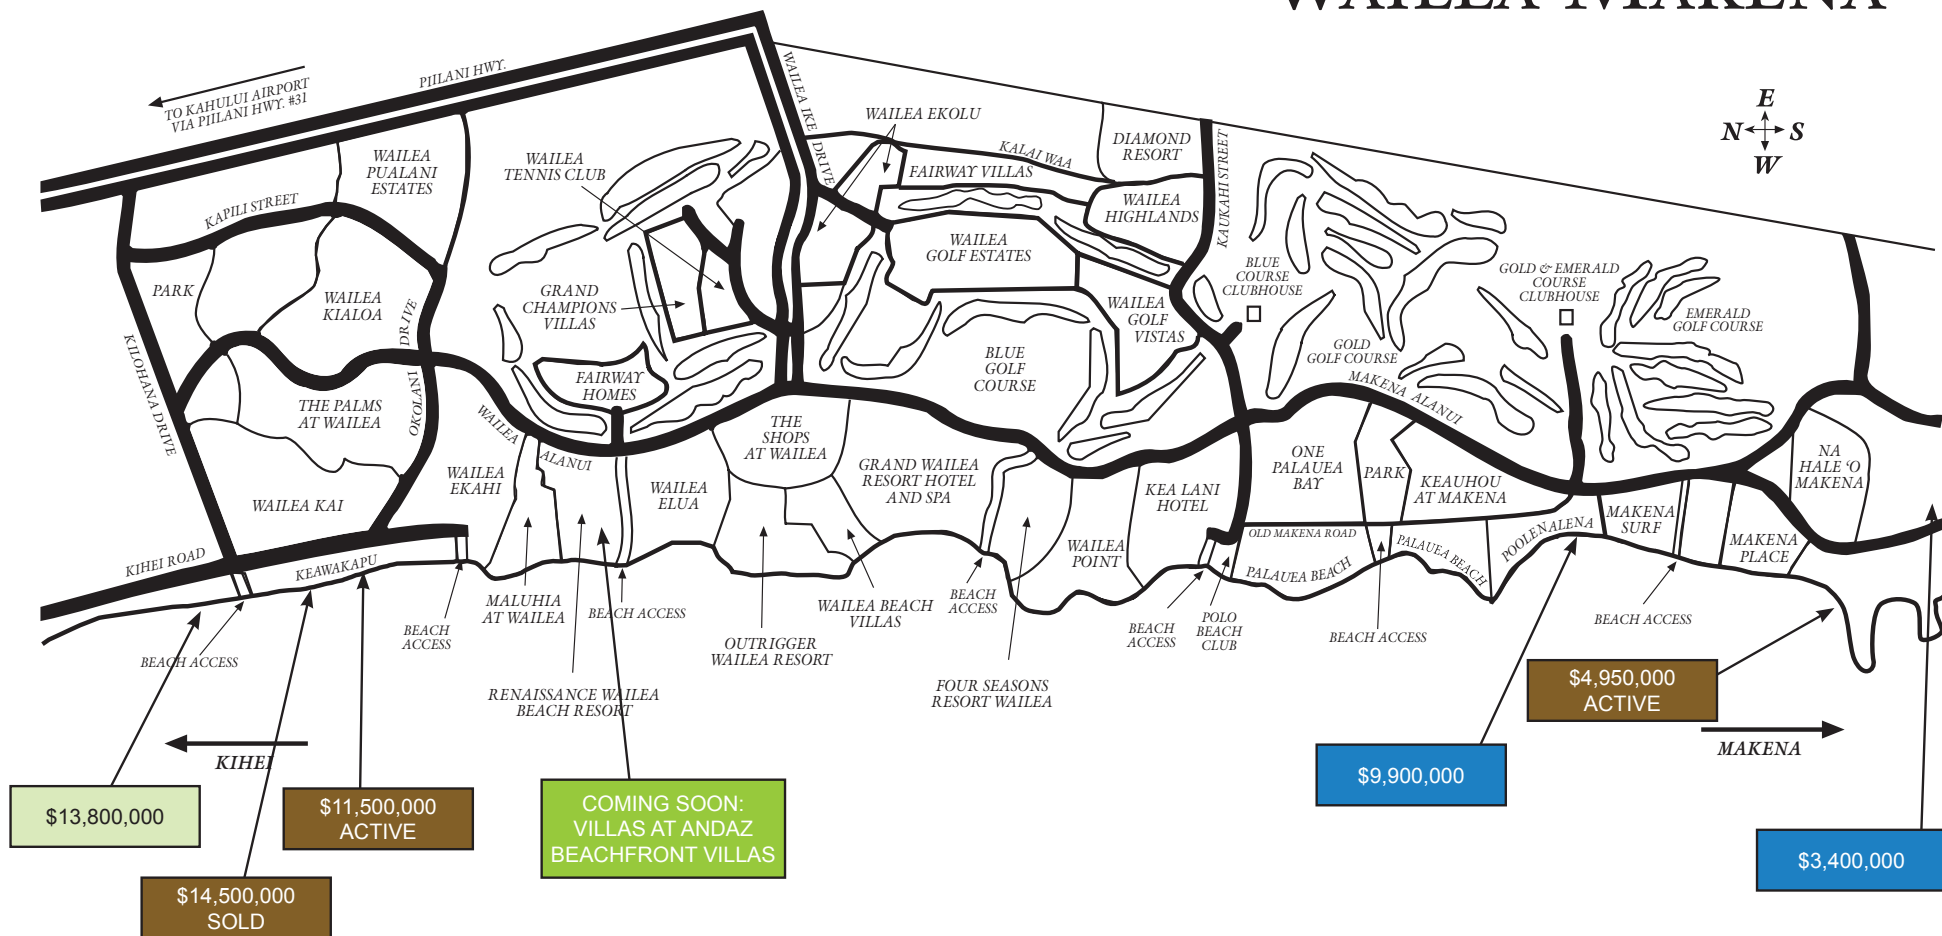 WAILEA-MAKENA
TO KAHULUI AIRPORT
VIA PIILANI HWY. #31
PIILANI HWY.
WAILEA IKE DRIVE
E
N S
W
WAILEA
PUALANI
ESTATES
KAPILI STREET
PARK
WAILEA
KIALOA
KILOHANA DRIVE
OKOLANI DRIVE
THE PALMS
AT WAILEA
WAILEA KAI
KIHEI ROAD
KEAWAKAPU
WAILEA
TENNIS CLUB
GRAND
CHAMPIONS
VILLAS
FAIRWAY
HOMES
WAILEA ALANUI
WAILEA EKOLU
KALAI WAA
FAIRWAY VILLAS
DIAMOND
RESORT
WAILEA
HIGHLANDS
KAUKAHI STREET
WAILEA
GOLF ESTATES
WAILEA
GOLF
VISTAS
BLUE
GOLF
COURSE
BLUE
COURSE
CLUBHOUSE
GOLD & EMERALD
COURSE
CLUBHOUSE
EMERALD
GOLF COURSE
GOLD
GOLF COURSE
MAKENA ALANUI
WAILEA
EKAHI
WAILEA
ELUA
THE
SHOPS
AT WAILEA
GRAND WAILEA
RESORT HOTEL
AND SPA
KEA LANI
HOTEL
WAILEA
POINT
ONE
PALAUEA
BAY
PARK
KEAUHOU
AT MAKENA
OLD MAKENA ROAD
PALAUEA BEACH
PALAUEA BEACH
POOLENALENA
MAKENA
SURF
MAKENA
PLACE
NA
HALE ‘O
MAKENA
BEACH ACCESS
BEACH
ACCESS
MALUHIA
AT WAILEA
BEACH ACCESS
RENAISSANCE WAILEA
BEACH RESORT
OUTRIGGER
WAILEA RESORT
WAILEA BEACH
VILLAS
BEACH
ACCESS
FOUR SEASONS
RESORT WAILEA
BEACH
ACCESS
POLO
BEACH
CLUB
BEACH ACCESS
BEACH ACCESS
KIHEI
MAKENA
$13,800,000
$14,500,000
SOLD
$11,500,000
ACTIVE
COMING SOON:
VILLAS AT ANDAZ
BEACHFRONT VILLAS
$9,900,000
$4,950,000
ACTIVE
$3,400,000